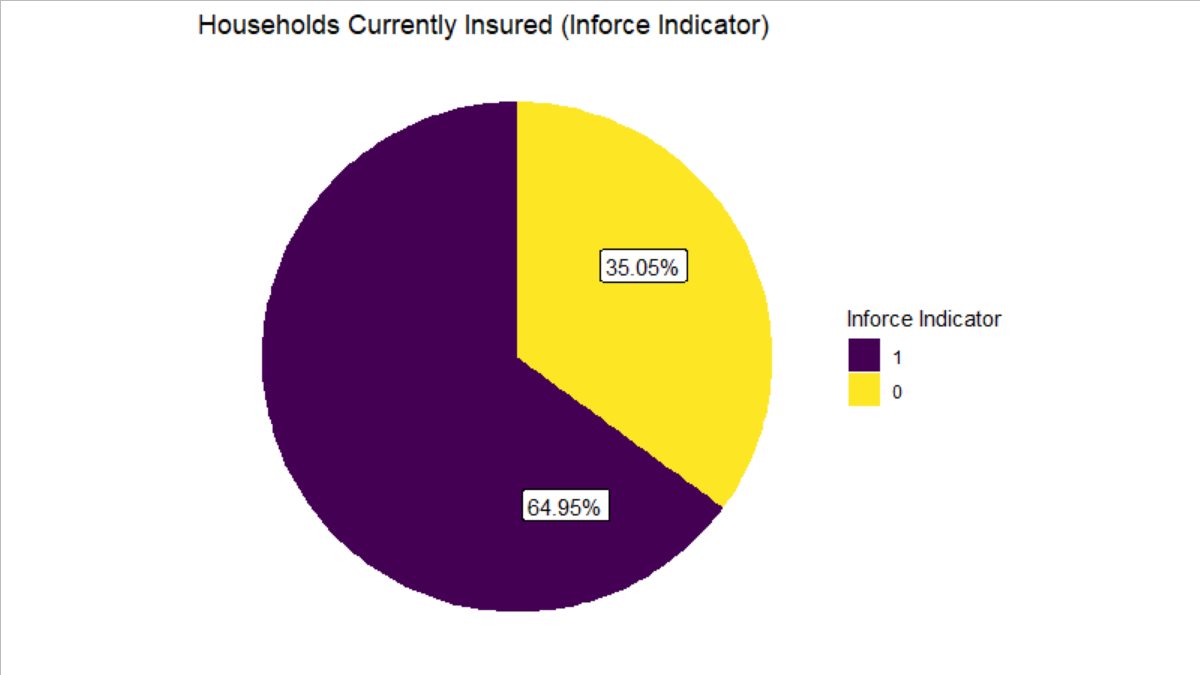 Households Currently Insured (Inforce Indicator)
35.05%
64.95%
Inforce Indicator
1
0